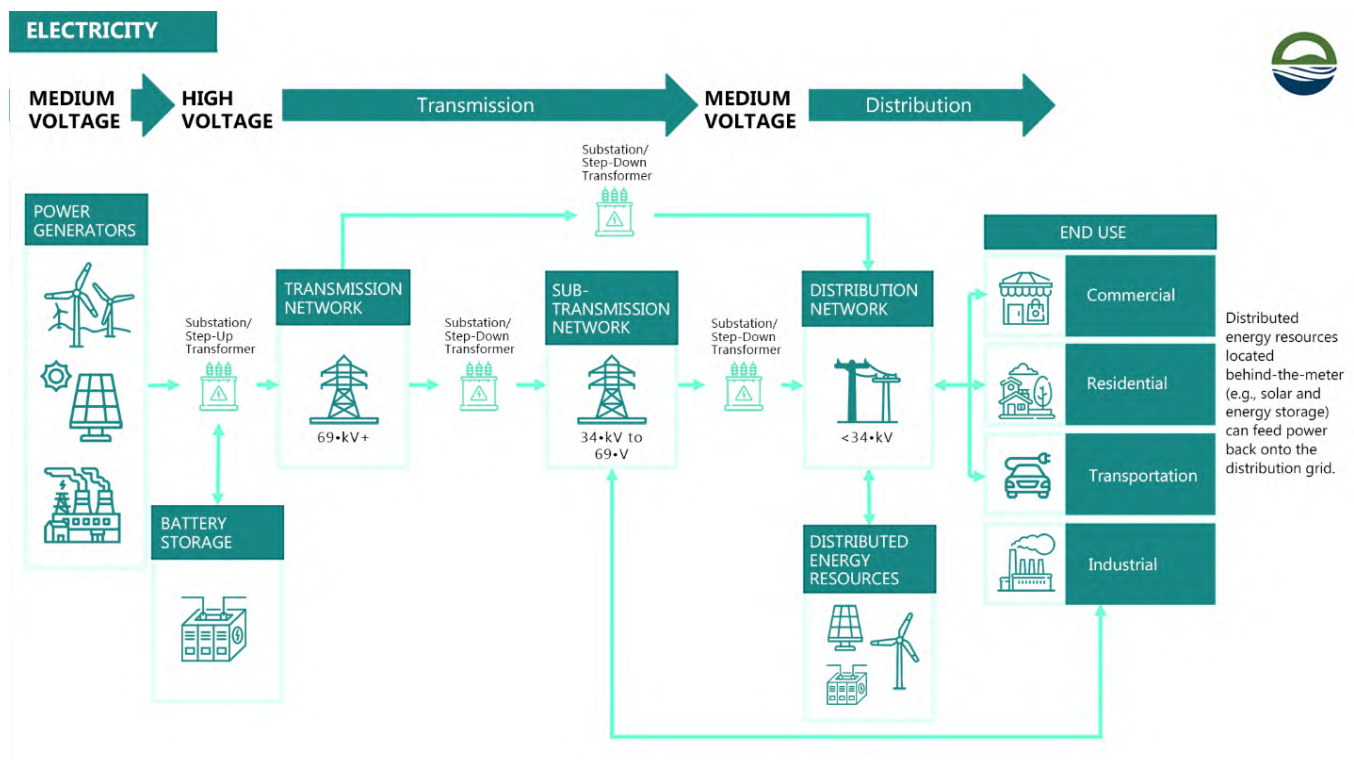 ELECTRICITY
MEDIUM
VOLTAGE
HIGH
VOLTAGE
Transmission
MEDIUM
VOLTAGE
Distribution
Substation/
Step-Down
Transformer
POWER
GENERATORS
Substation/
Step-Up
Transformer
TRANSMISSION
NETWORK
69•kV+
Substation/
Step-Down
Transformer
SUB-
TRANSMISSION
NETWORK
34•kV to
69•V
Substation/
Step-Down
Transformer
DISTRIBUTION
NETWORK
<34•kV
BATTERY
STORAGE
DISTRIBUTED
ENERGY
RESOURCES
END USE
Commercial
Residential
Transportation
Industrial
Distributed
energy resources
located
behind-the-meter
(e.g., solar and
energy storage)
can feed power
back onto the
distribution grid.